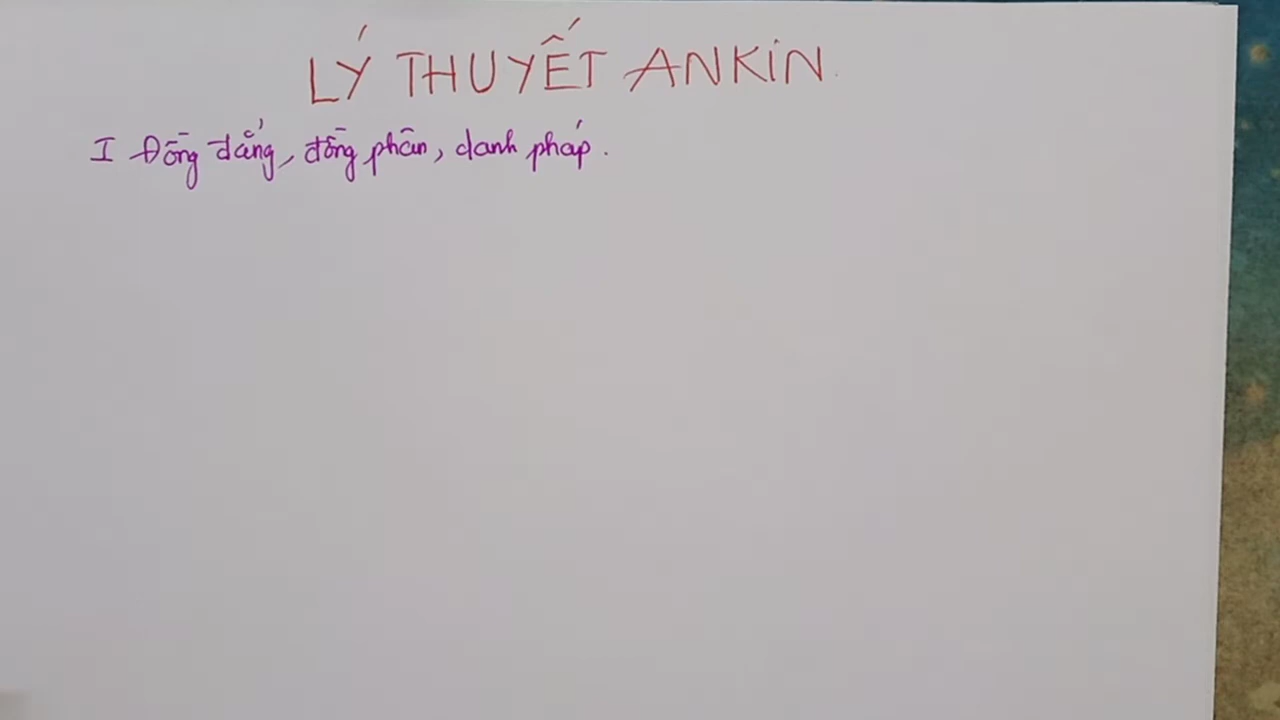 LÝ THUYẾT ANKIN
I Đồng đẳng, đồng phân, danh pháp.